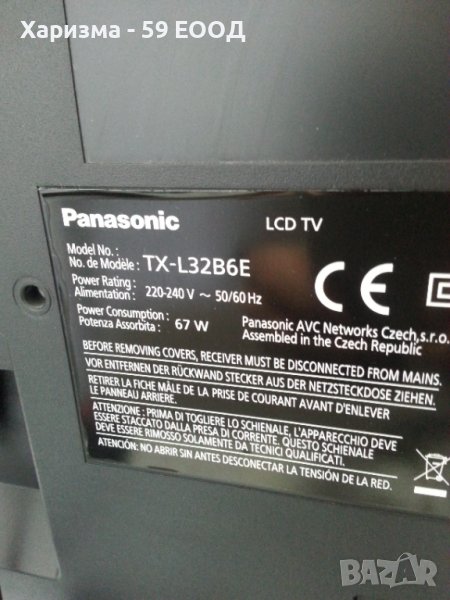 Харизма - 59 ЕООД
Panasonic
LCD TV
Model No. :
No. de Modèle : TX-L32B6E
Power Rating :
Alimentation : 220-240 V ~ 50/60 Hz
Power Consumption :
Potenza Assorbita : 67 W
CE
Panasonic AVC Networks Czech,s.r.o.
Assembled in the Czech Republic
BEFORE REMOVING COVERS, RECEIVER MUST BE DISCONNECTED FROM MAINS.
VOR ENTFERNEN DER RÜCKWAND STECKER AUS DER NETZSTECKDOSE ZIEHEN.
RETIRER LA FICHE MÂLE DE LA PRISE DE COURANT AVANT D'ENLEVER
LE PANNEAU ARRIERE.
ATTENZIONE : PRIMA DI TOGLIERE LO SCHIENALE, L'APPARECCHIO DEVE
ESSERE STACCATO DALLA PRESA DI CORRENTE. QUESTO SCHIENALE
DEVE ESSERE RIMOSSO SOLAMENTE DA TECNICI QUALIFICATI.
ATENCIÓN: NO ABRIR SIN ANTES DESCONECTAR LA TENSIÓN DE LA RED.
BAZAR